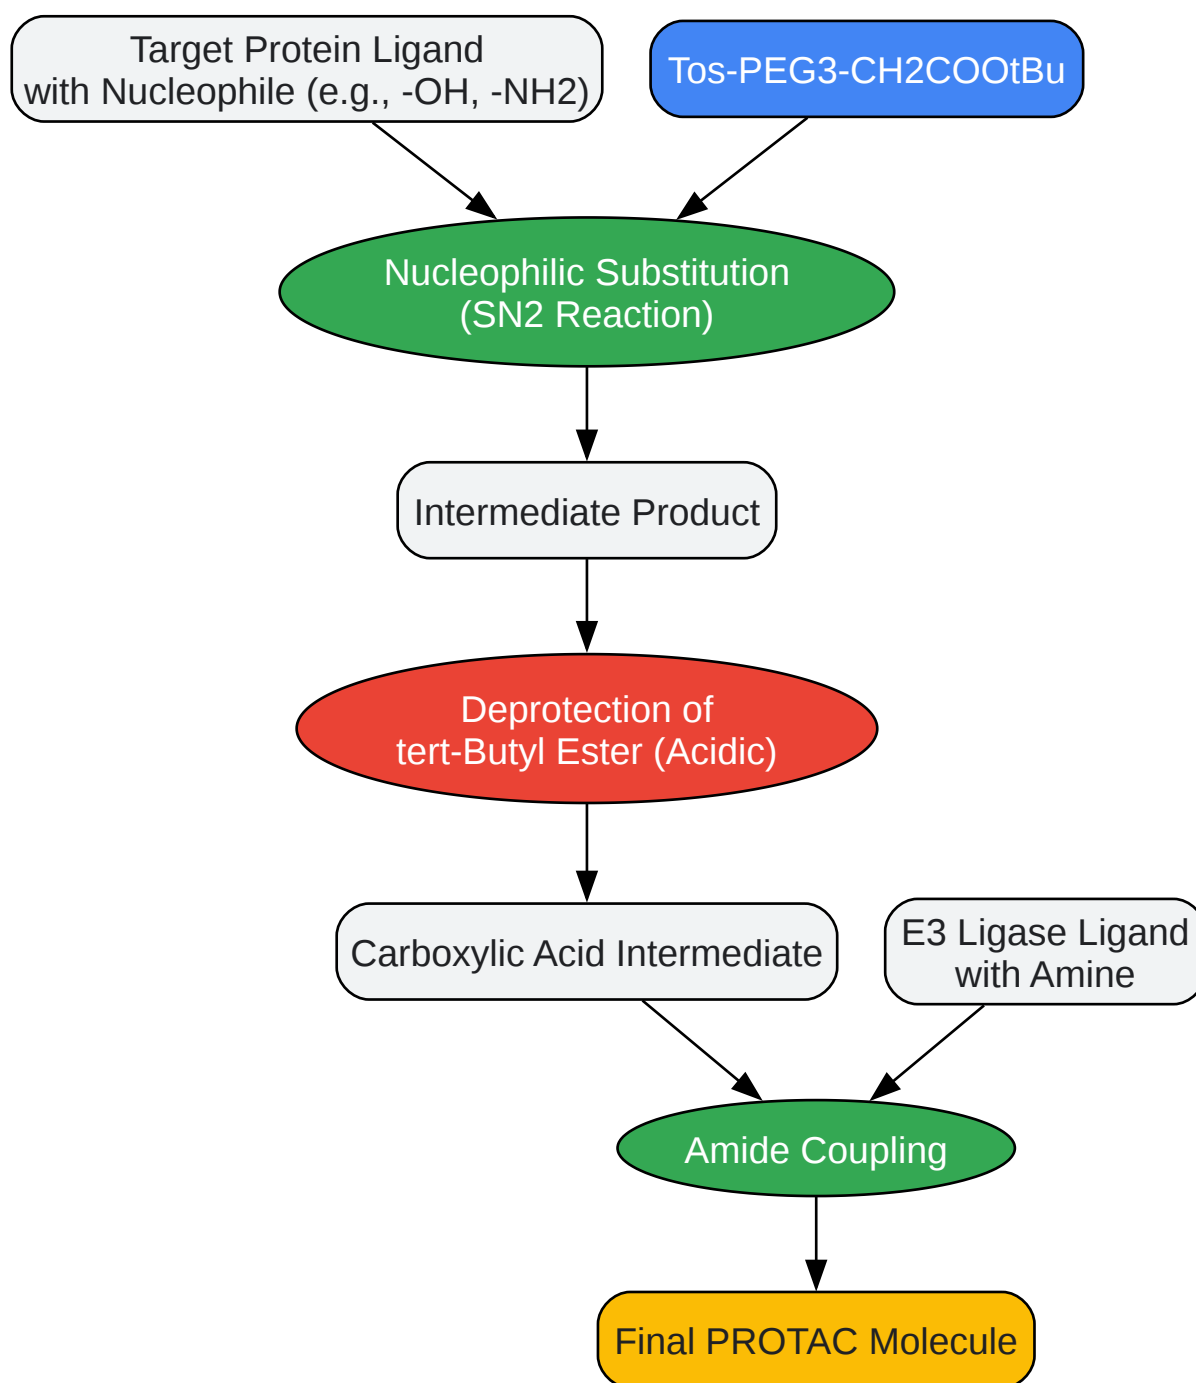 Target Protein Ligand
with Nucleophile (e.g., -OH, -NH2)
Tos-PEG3-CH2COOtBu
Nucleophilic Substitution
(SN2 Reaction)
Intermediate Product
Deprotection of
tert-Butyl Ester (Acidic)
Carboxylic Acid Intermediate
E3 Ligase Ligand
with Amine
Amide Coupling
Final PROTAC Molecule